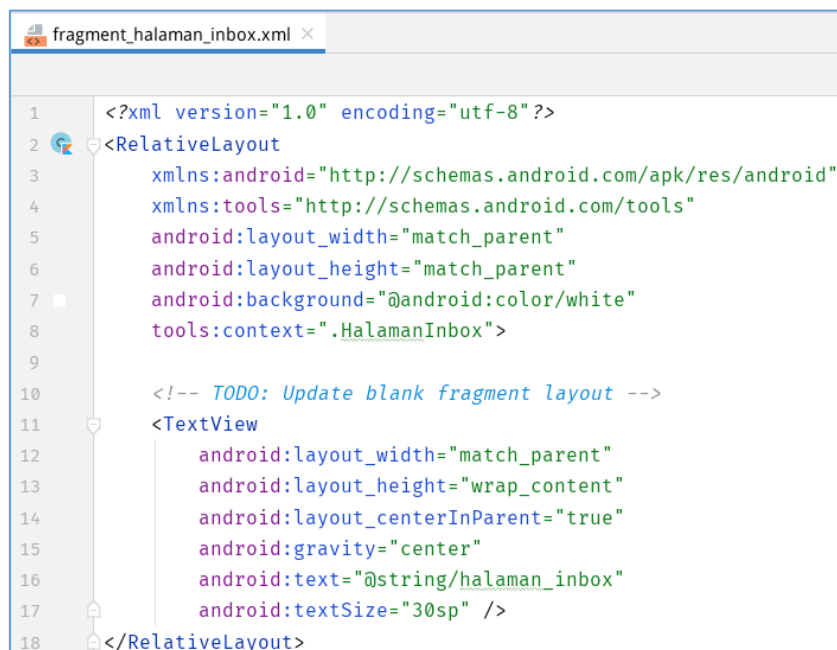 fragment_halaman_inbox.xml
1 <?xml version="1.0" encoding="utf-8"?>
2 <RelativeLayout
3     xmlns:android="http://schemas.android.com/apk/res/android"
4     xmlns:tools="http://schemas.android.com/tools"
5     android:layout_width="match_parent"
6     android:layout_height="match_parent"
7     android:background="@android:color/white"
8     tools:context=".HalamanInbox">
9
10     <!-- TODO: Update blank fragment layout -->
11     <TextView
12         android:layout_width="match_parent"
13         android:layout_height="wrap_content"
14         android:layout_centerInParent="true"
15         android:gravity="center"
16         android:text="@string/halaman_inbox"
17         android:textSize="30sp" />
18 </RelativeLayout>